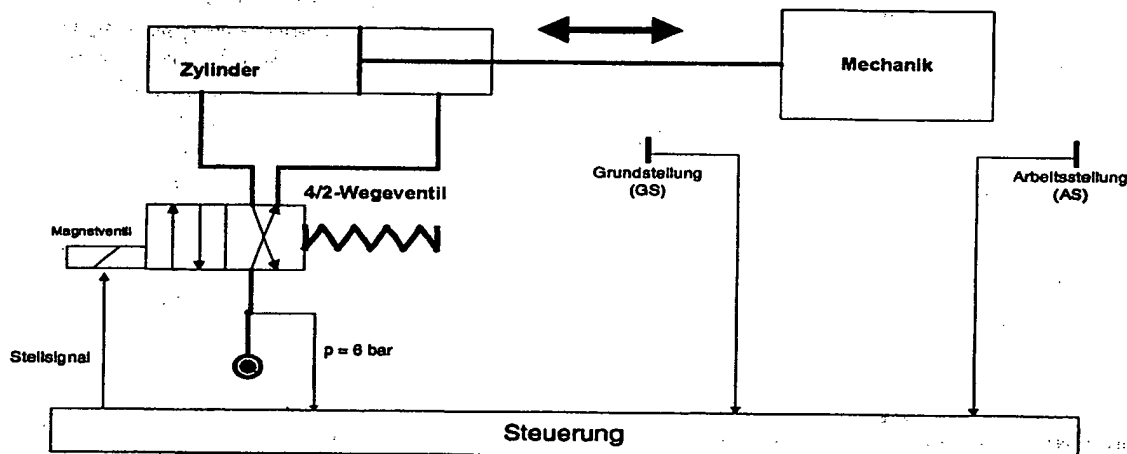 Zylinder
Mechanik
Grundstellung
(GS)
Arbeitsstellung
(AS)
4/2-Wegeventil
Magnetventil
Stellsignal
p = 6 bar
Steuerung